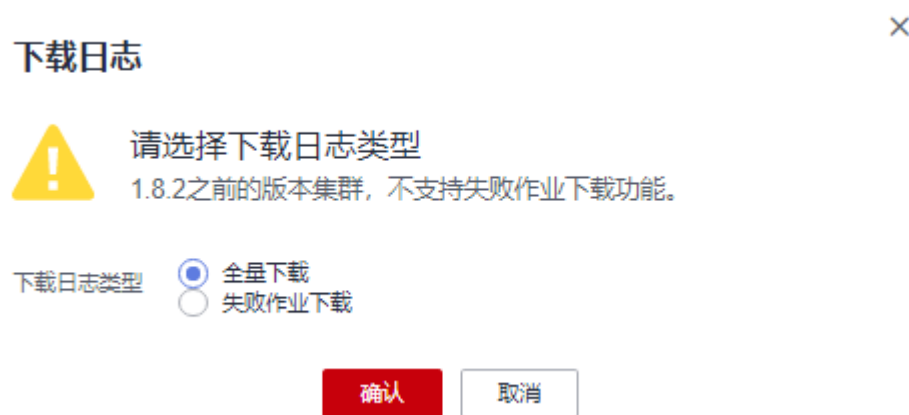 下载日志
请选择下载日志类型
1.8.2之前的版本集群，不支持失败作业下载功能。
下载日志类型
全量下载
失败作业下载
确认 取消